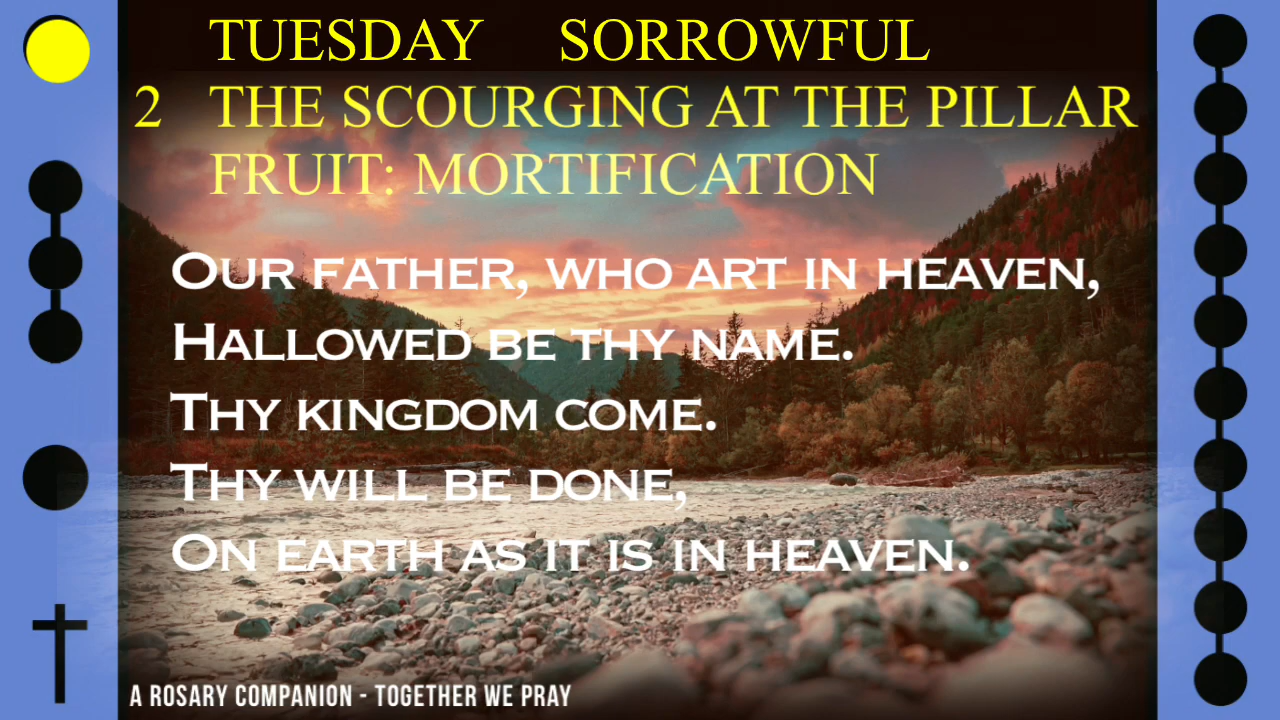 TUESDAY SORROWFUL
2 THE SCOURGING AT THE PILLAR
FRUIT: MORTIFICATION
OUR FATHER, WHO ART IN HEAVEN,
HALLOWED BE THY NAME.
THY KINGDOM COME.
THY WILL BE DONE,
ON EARTH AS IT IS IN HEAVEN.
A ROSARY COMPANION - TOGETHER WE PRAY